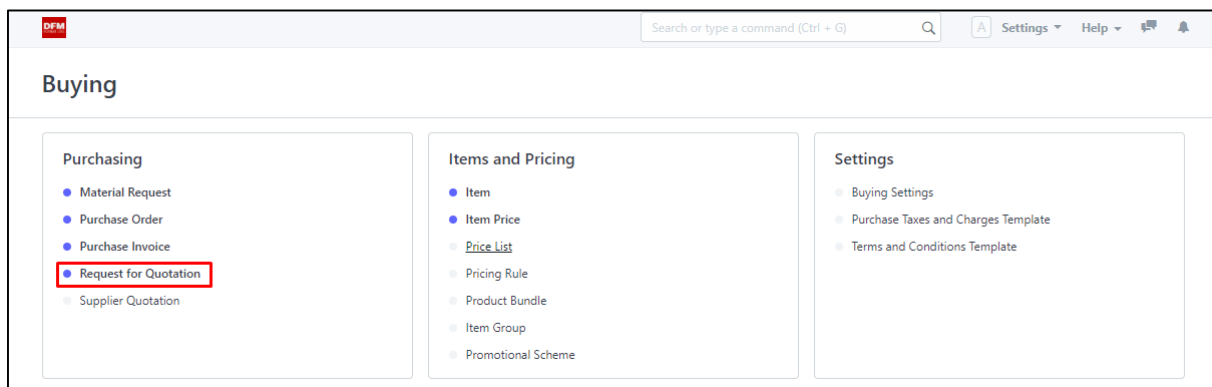 DFM
Search or type a command (Ctrl + G)
A
Settings
Help
Buying
Purchasing
Material Request
Purchase Order
Purchase Invoice
Request for Quotation
Supplier Quotation
Items and Pricing
Item
Item Price
Price List
Pricing Rule
Product Bundle
Item Group
Promotional Scheme
Settings
Buying Settings
Purchase Taxes and Charges Template
Terms and Conditions Template